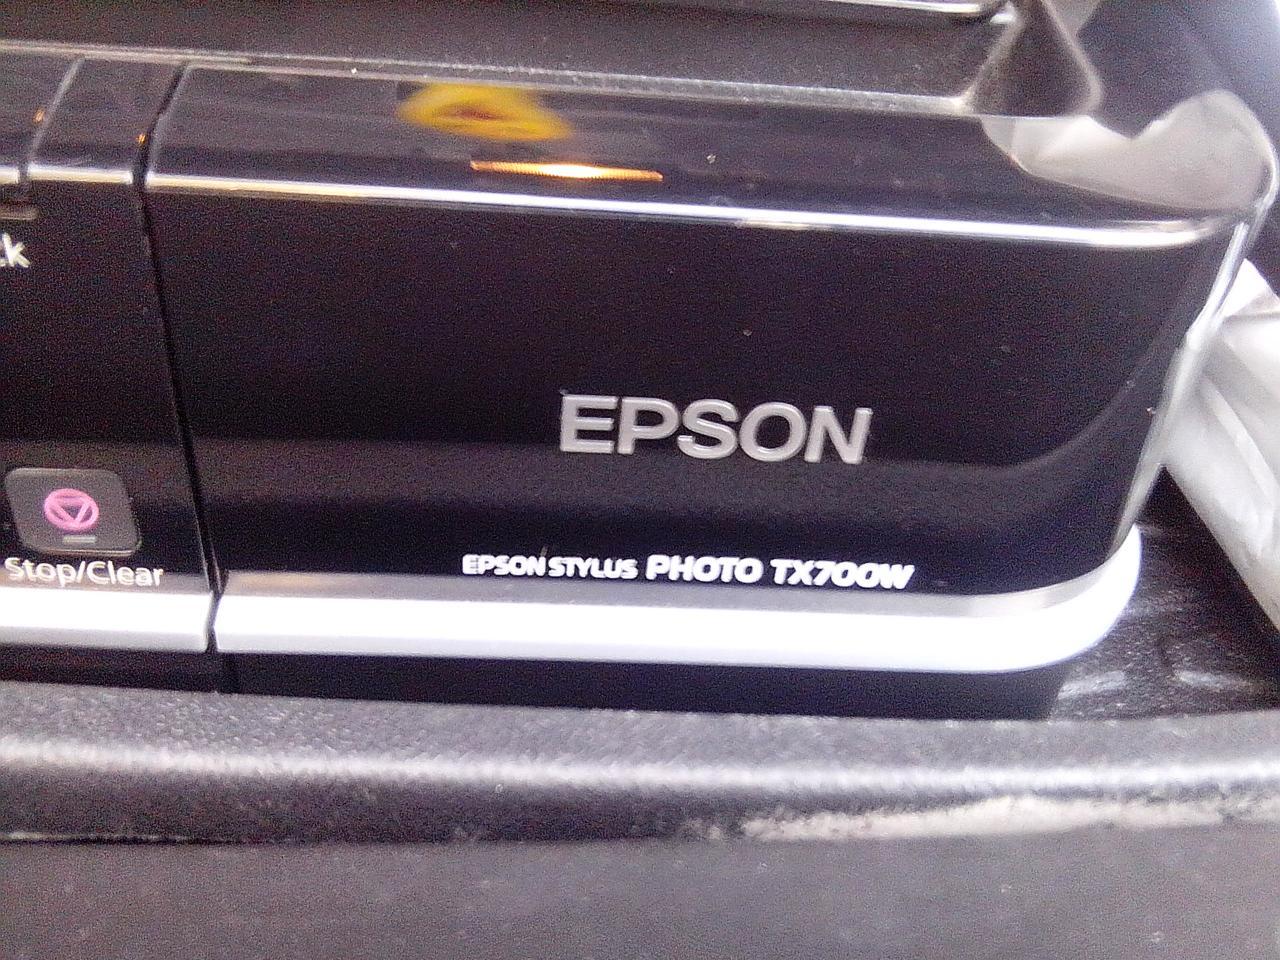 EPSON
Stop/Clear
EPSON STYLUS PHOTO TX700W